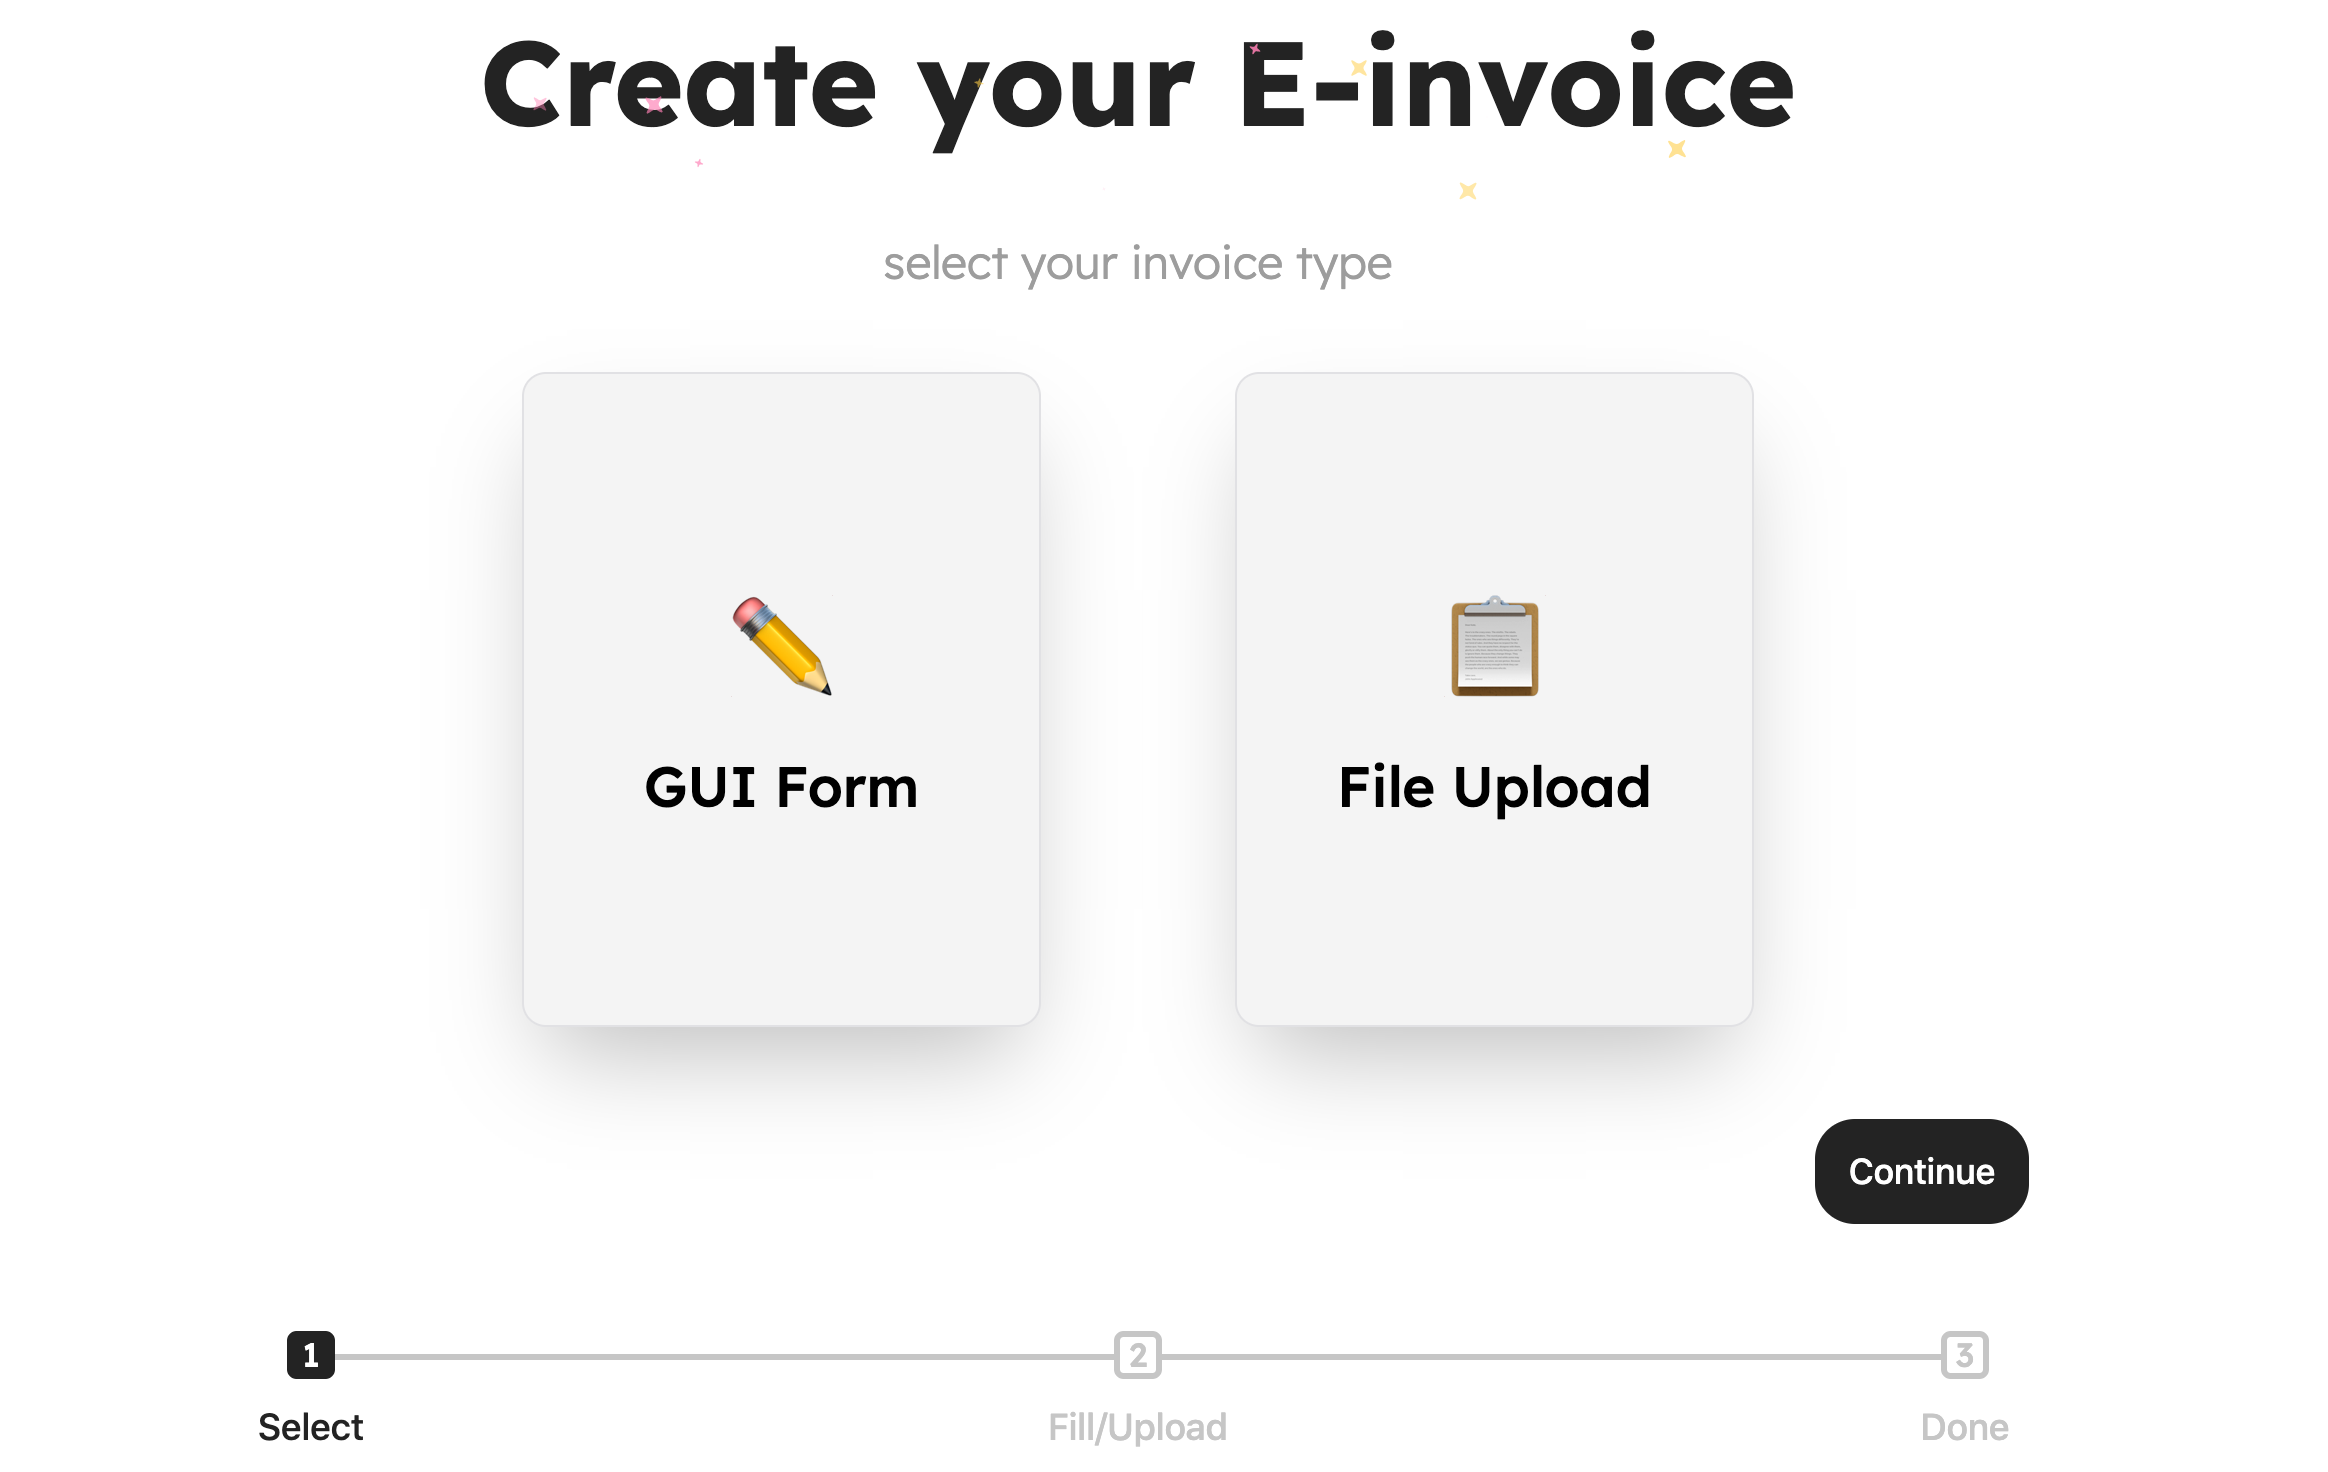 Create your E-invoice
select your invoice type
GUI Form
File Upload
Continue
1
2
3
Select
Fill/Upload
Done